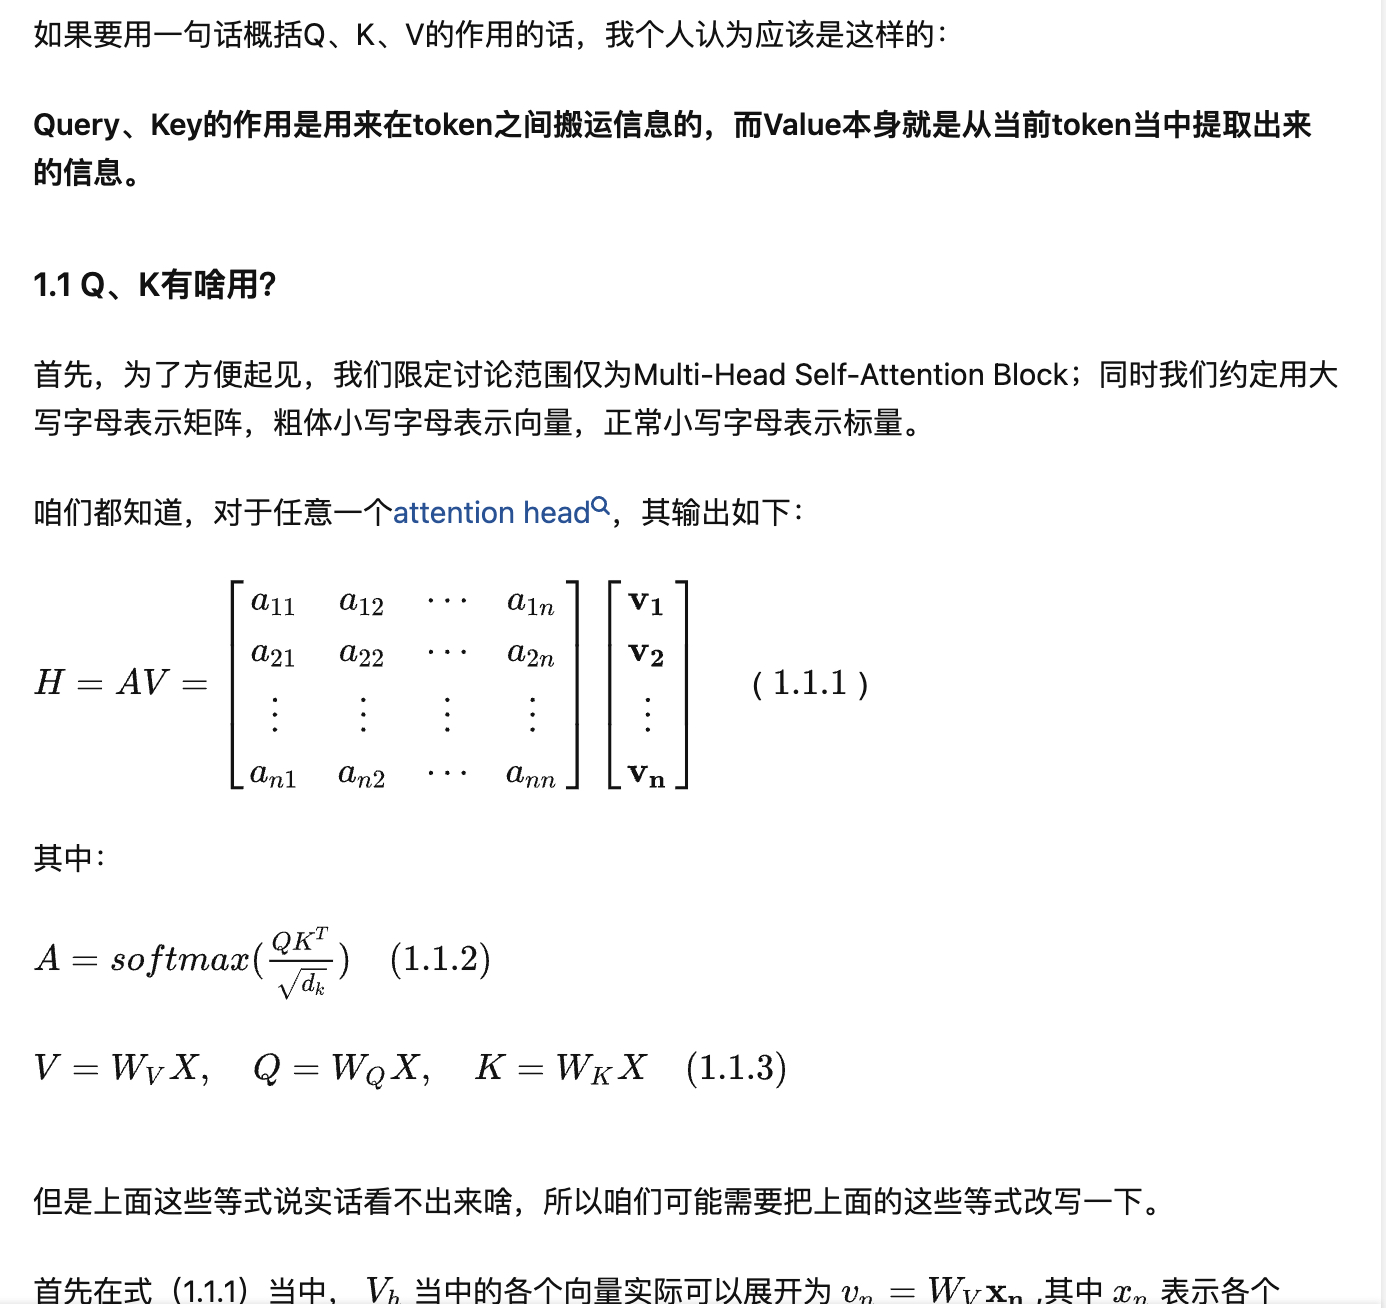 如果要用一句话概括Q、K、V的作用的话，我个人认为应该是这样的：
Query、Key的作用是用来在token之间搬运信息的，而Value本身就是从当前token当中提取出来
的信息。
1.1 Q、K有啥用?
首先，为了方便起见，我们限定讨论范围仅为Multi-Head Self-Attention Block；同时我们约定用大
写字母表示矩阵，粗体小写字母表示向量，正常小写字母表示标量。
咱们都知道，对于任意一个attention head，其输出如下：
H = AV = \begin{bmatrix} a_{11} & a_{12} & \cdots & a_{1n} \\ a_{21} & a_{22} & \cdots & a_{2n} \\ \vdots & \vdots & \vdots & \vdots \\ a_{n1} & a_{n2} & \cdots & a_{nn} \end{bmatrix} \begin{bmatrix} \mathbf{v_1} \\ \mathbf{v_2} \\ \vdots \\ \mathbf{v_n} \end{bmatrix} （1.1.1）
其中：
A = softmax(\frac{QK^T}{\sqrt{d_k}}) (1.1.2)
V = W_V X, Q = W_Q X, K = W_K X (1.1.3)
但是上面这些等式说实话看不出来啥，所以咱们可能需要把上面的这些等式改写一下。
首先在式（1.1.1）当中， V_h 当中的各个向量实际可以展开为 v_n = W_V \mathbf{x_n} ,其中 x_n 表示各个